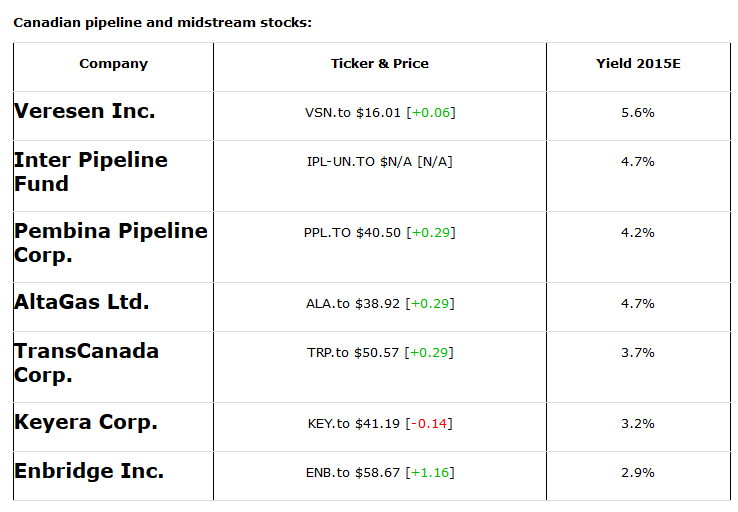 Canadian pipeline and midstream stocks:
Company Ticker & Price Yield 2015E
Veresen Inc. VSN.to $16.01 [+0.06] 5.6%
Inter Pipeline IPL-UN.TO $N/A [N/A] 4.7%
Fund
Pembina Pipeline PPL.TO $40.50 [+0.29] 4.2%
Corp.
AltaGas Ltd. ALA.to $38.92 [+0.29] 4.7%
TransCanada TRP.to $50.57 [+0.29] 3.7%
Corp.
Keyera Corp. KEY.to $41.19 [-0.14] 3.2%
Enbridge Inc. ENB.to $58.67 [+1.16] 2.9%